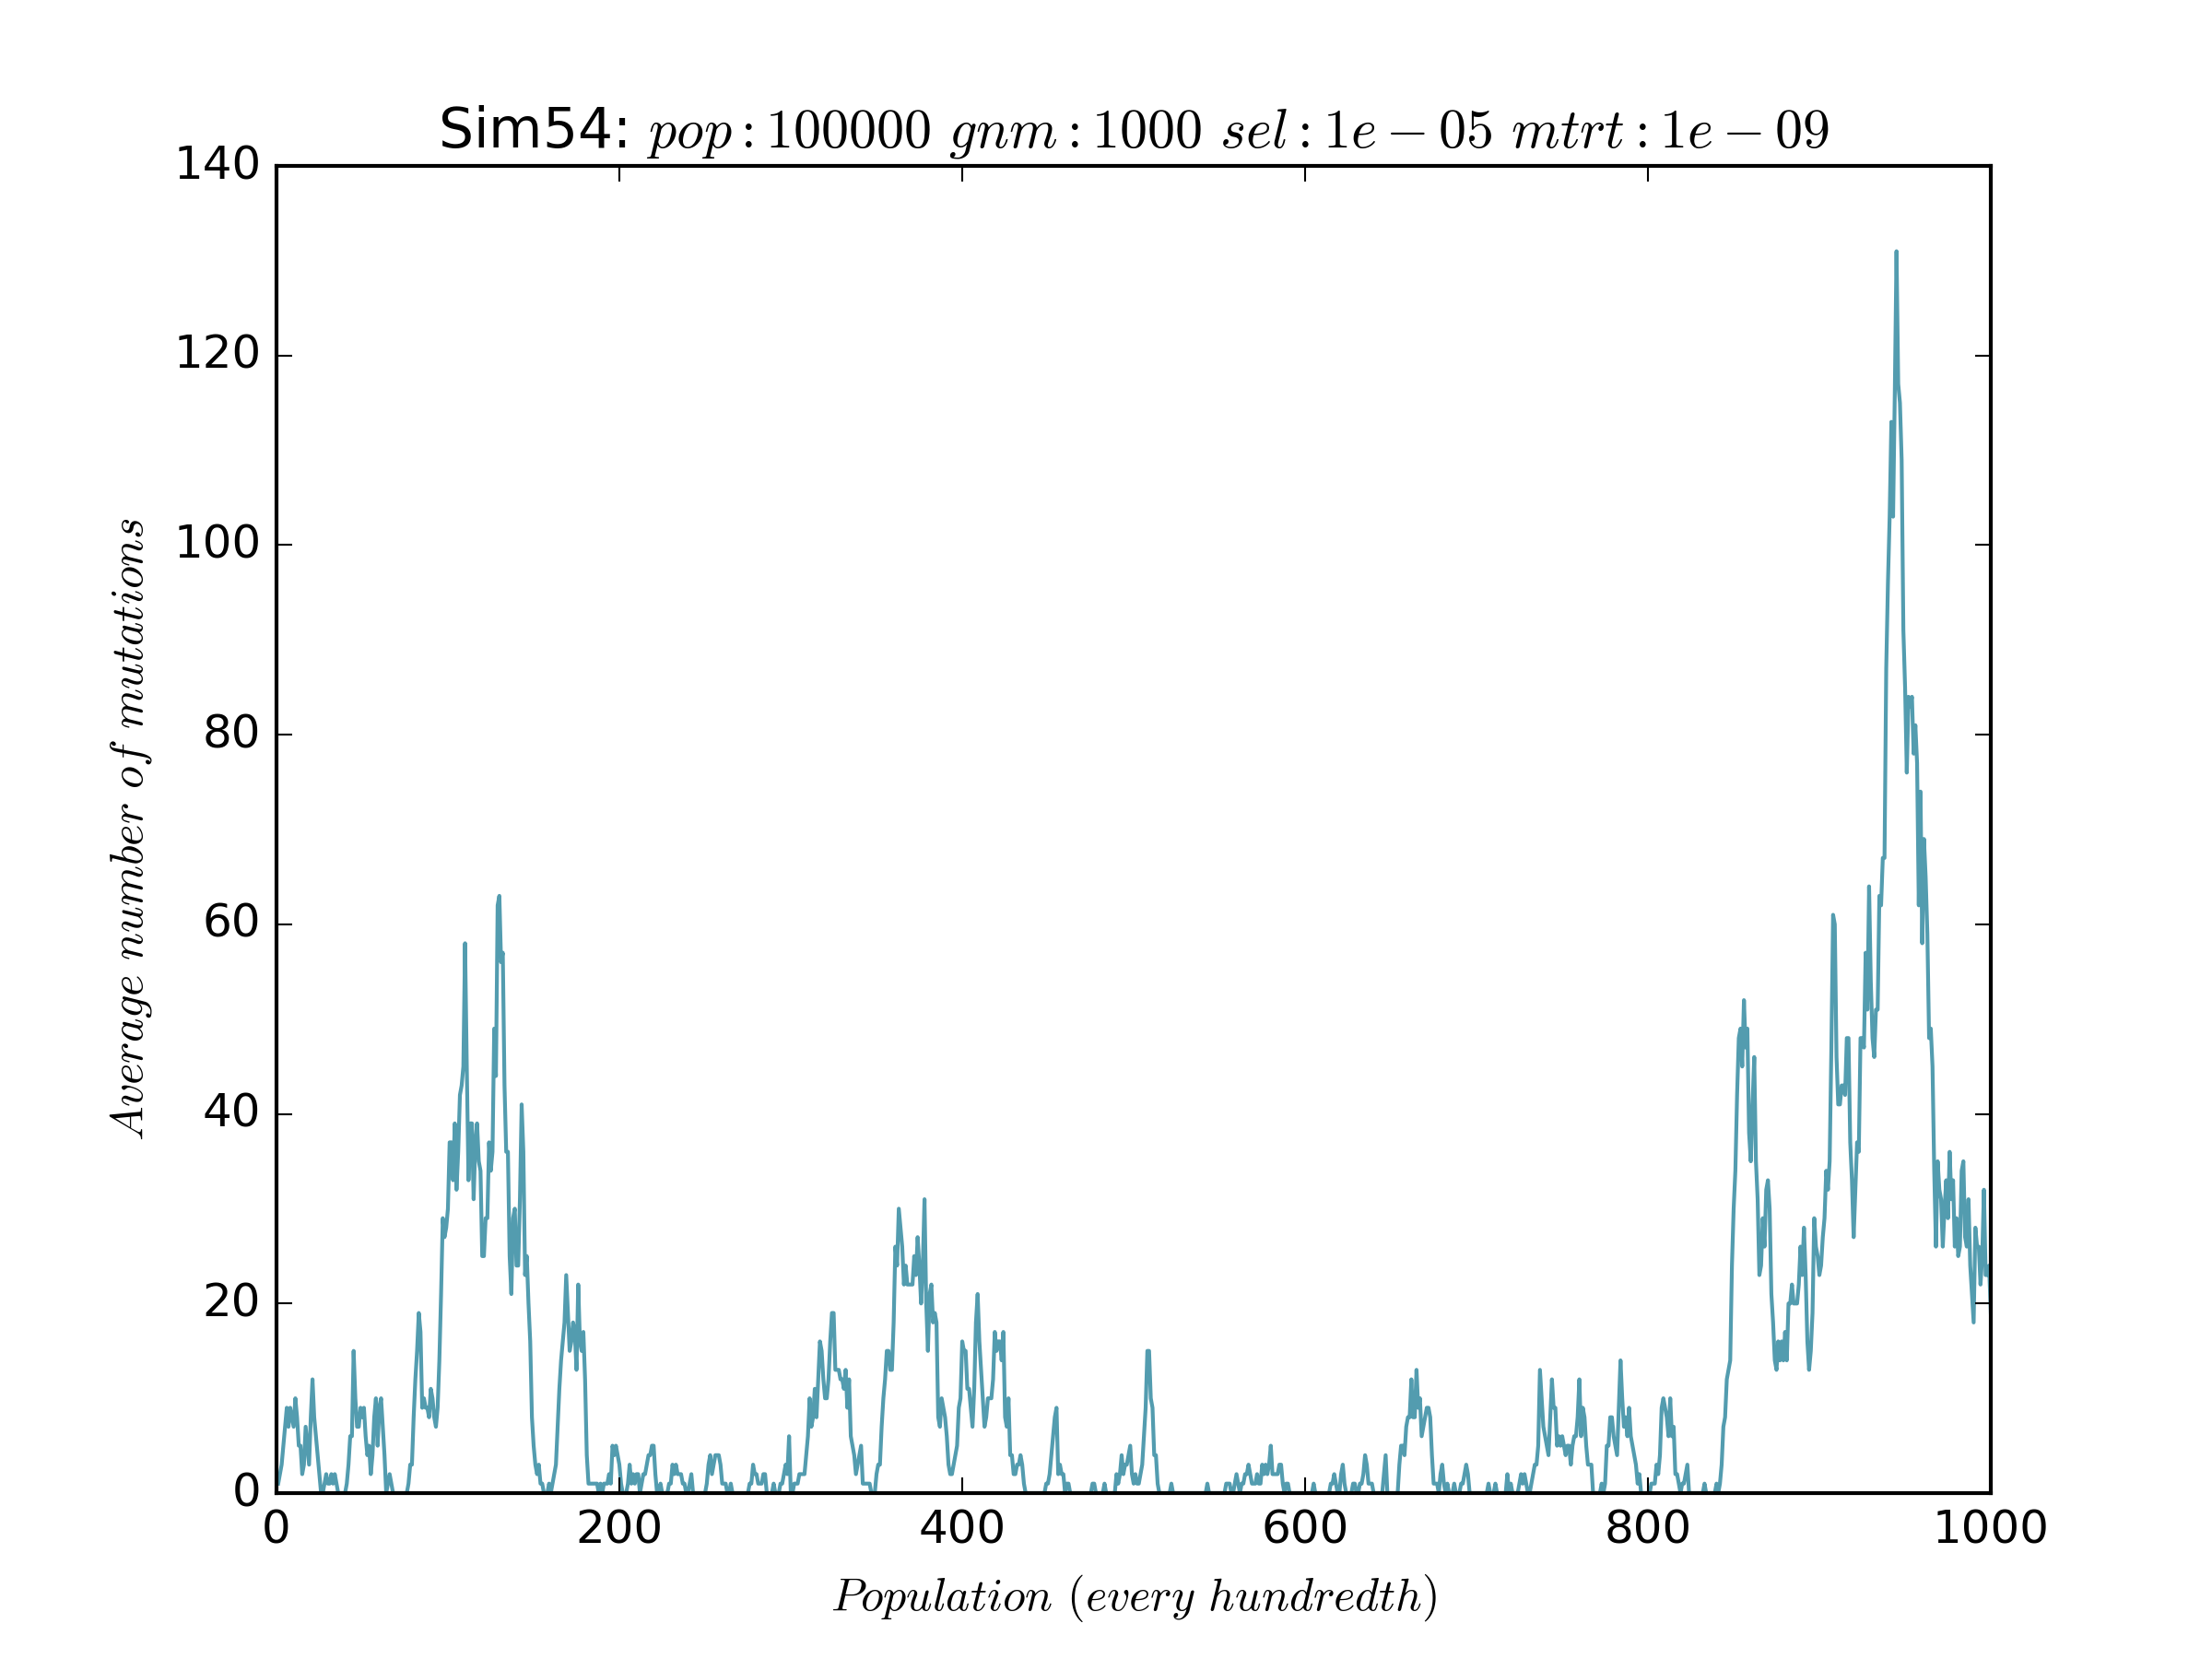 Sim54: pop : 100000 gnm : 1000 sel : 1e − 05 mtrt : 1e − 09
140
120
100
80
60
40
20
0
Average number of mutations
0 200 400 600 800 1000
Population (every hundredth)